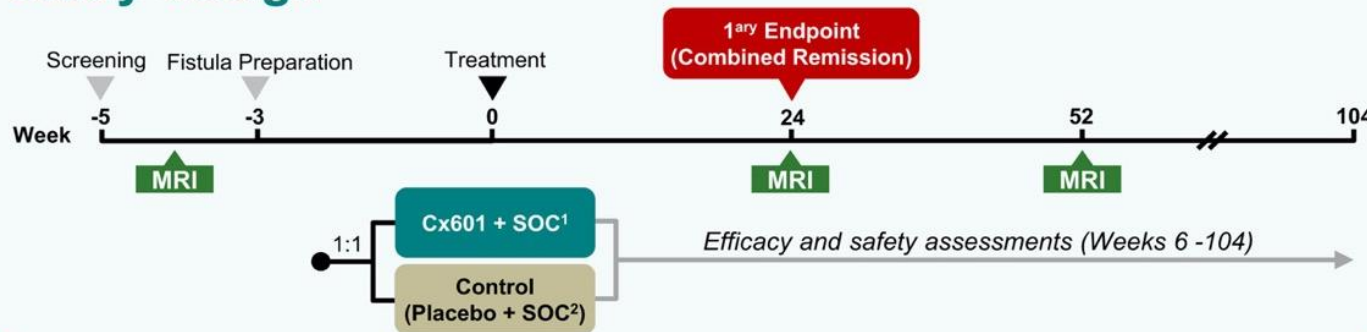 Screening
Fistula Preparation
Treatment
1ary Endpoint
(Combined Remission)
Week
-5
-3
0
24
52
104
MRI
MRI
MRI
1:1
Cx601 + SOC1
Control
(Placebo + SOC2)
Efficacy and safety assessments (Weeks 6 -104)